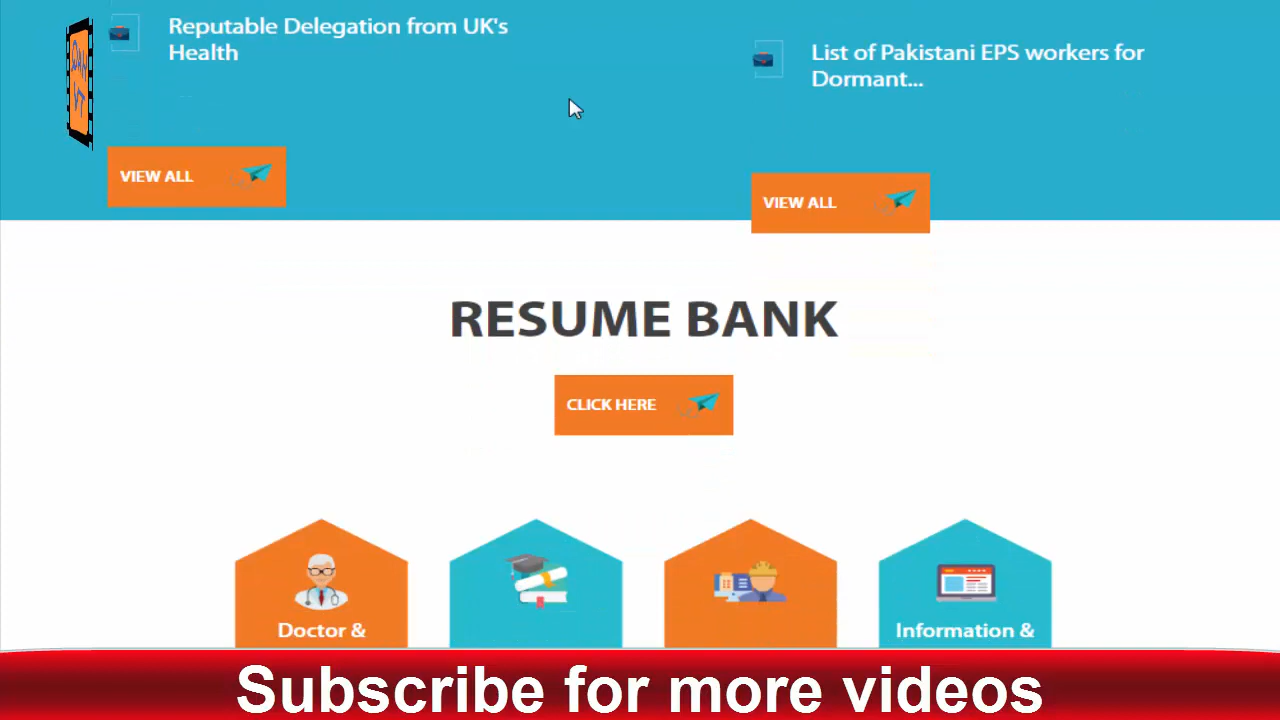 Reputable Delegation from UK's
Health
VIEW ALL
List of Pakistani EPS workers for
Dormant...
VIEW ALL
RESUME BANK
CLICK HERE
Doctor &
Information &
Subscribe for more videos